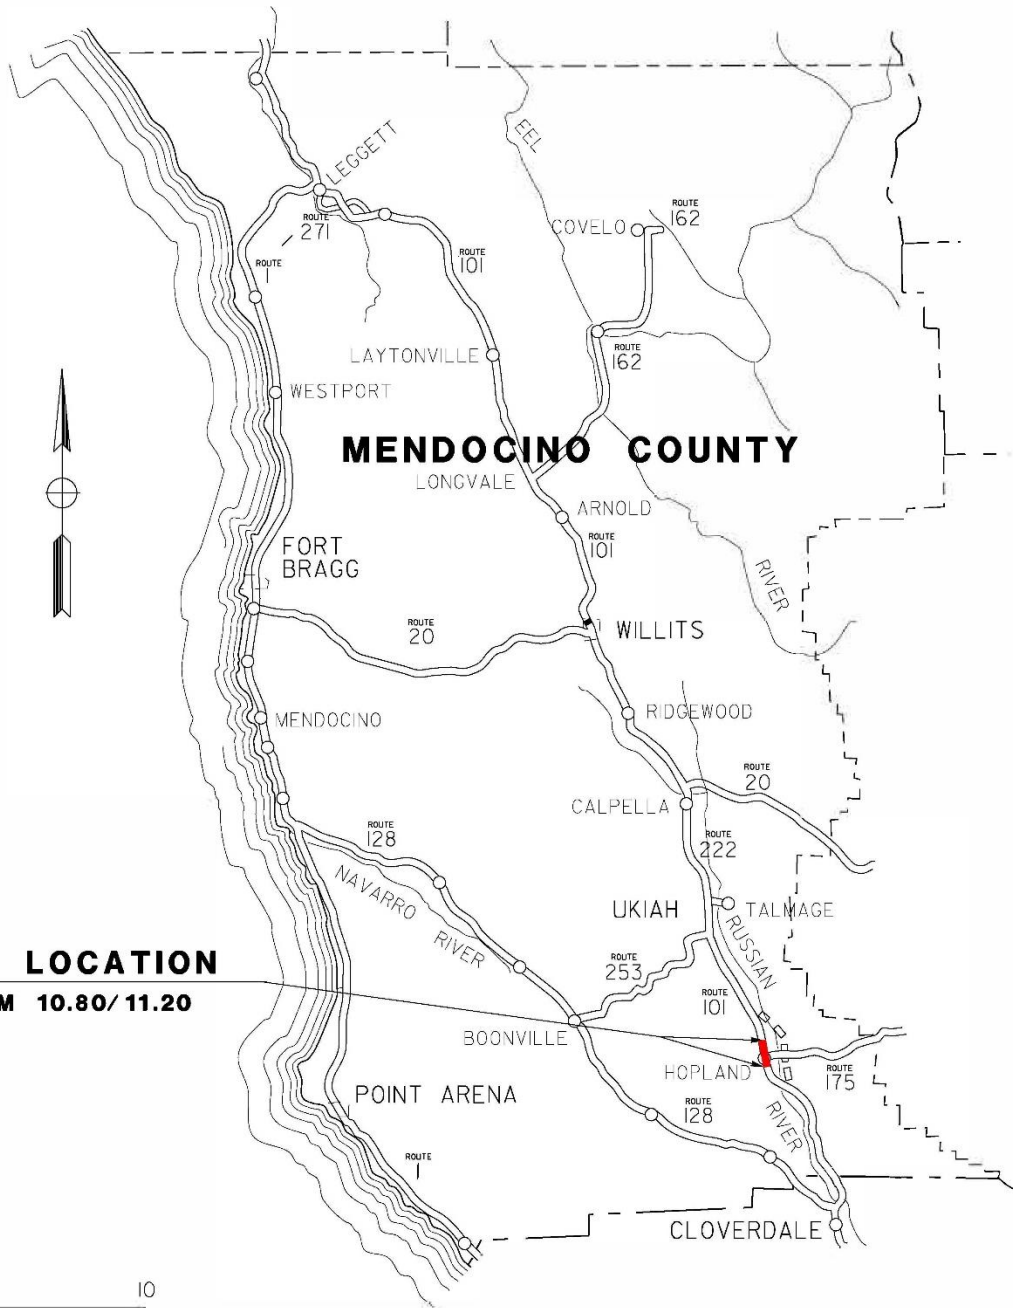 LEGGETT
EEL
ROUTE
271
ROUTE
162
COVELO
ROUTE
1
ROUTE
101
LAYTONVILLE
ROUTE
162
WESTPORT
MENDOCINO COUNTY
LONGVALE
ARNOLD
ROUTE
101
FORT
BRAGG
RIVER
ROUTE
20
WILLITS
MENDOCINO
RIDGEWOOD
ROUTE
20
CALPELLA
ROUTE
128
ROUTE
222
NAVARRO
RIVER
UKIAH
TALMAGE
RUSSIAN
LOCATION
M 10.80/11.20
ROUTE
253
ROUTE
101
BOONVILLE
HOPLAND
ROUTE
175
POINT ARENA
ROUTE
128
RIVER
ROUTE
1
CLOVERDALE
10